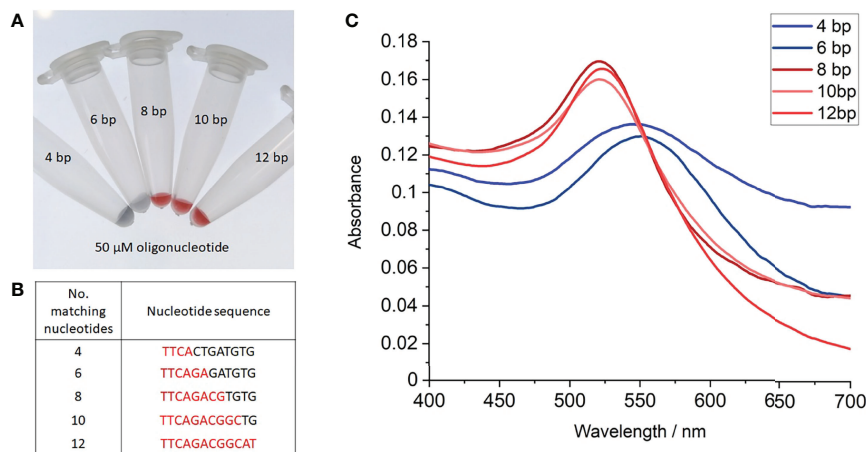 A
4 bp
6 bp
8 bp
10 bp
12 bp
50 µM oligonucleotide
B
No. matching nucleotides Nucleotide sequence
4 TTCACTGATGTG
6 TTCAGAGATGTG
8 TTCAGACGTGTG
10 TTCAGACGGCTG
12 TTCAGACGGCAT
C
4 bp
6 bp
8 bp
10bp
12bp
Absorbance
0.18
0.16
0.14
0.12
0.1
0.08
0.06
0.04
0.02
0
400 450 500 550 600 650 700
Wavelength / nm